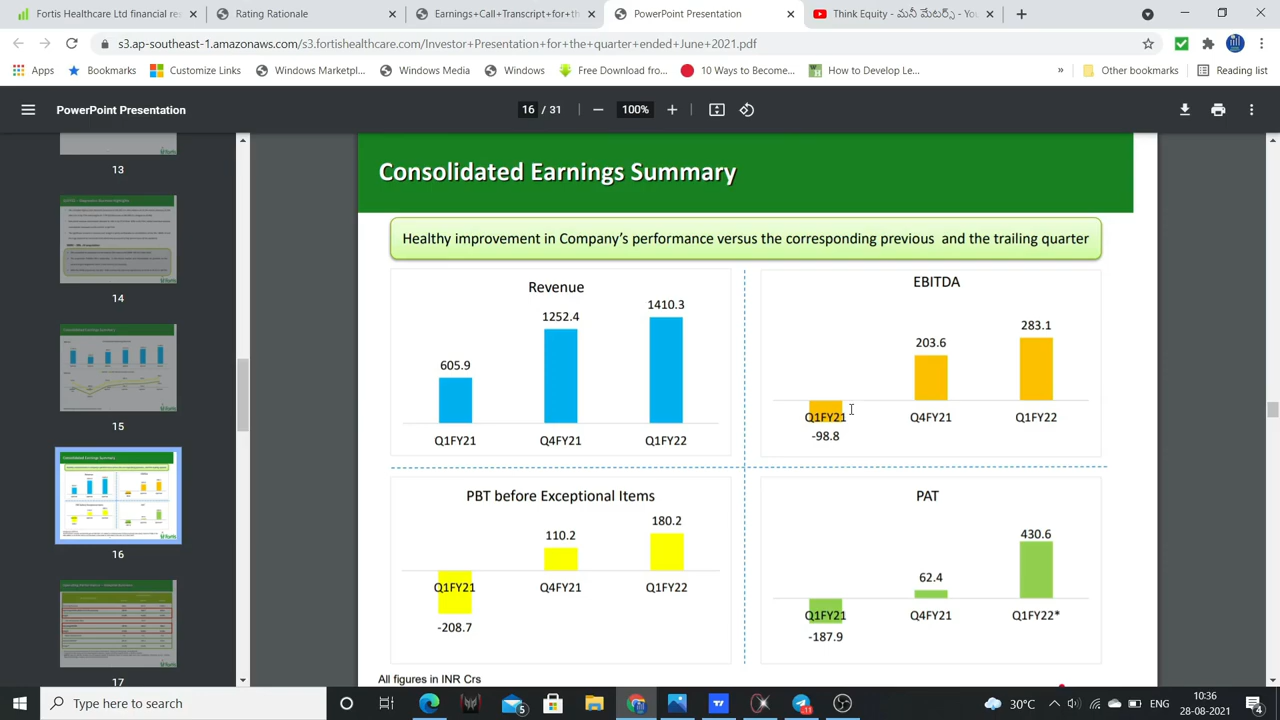 Fortis Healthcare Ltd financial re
Rating Rationale
Earnings+Call+Transcript+for+th
PowerPoint Presentation
Think Equity - మనీ మేటర్స్ - Yo
s3.ap-southeast-1.amazonaws.com/s3.fortishealthcare.com/Investor+Presentation+for+the+quarter+ended+June+2021.pdf
Apps
Bookmarks
Customize Links
Windows Marketpl...
Windows Media
Windows
Free Download fro...
10 Ways to Become...
How to Develop Le...
»
Other bookmarks
Reading list
PowerPoint Presentation
16 / 31
100%
13
14
15
16
17
Consolidated Earnings Summary
Healthy improvement in Company's performance versus the corresponding previous and the trailing quarter
Revenue
605.9
1252.4
1410.3
Q1FY21
Q4FY21
Q1FY22
EBITDA
203.6
283.1
Q1FY21
Q4FY21
Q1FY22
-98.8
PBT before Exceptional Items
110.2
180.2
Q1FY21
Q4FY21
Q1FY22
-208.7
PAT
62.4
430.6
Q1FY21
Q4FY21
Q1FY22*
-187.9
All figures in INR Crs
Type here to search
5
11
30°C
ENG
10:36
28-08-2021
4